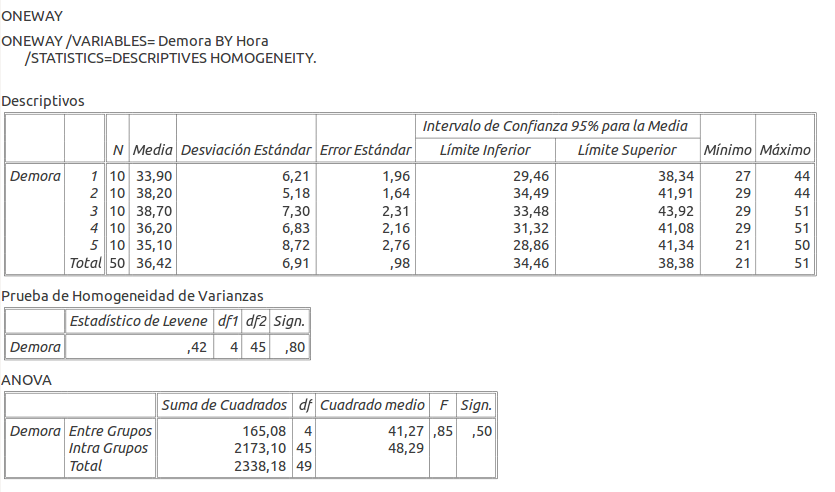 ONEWAY
ONEWAY /VARIABLES= Demora BY Hora
/STATISTICS=DESCRIPTIVES HOMOGENEITY.
Descriptivos
Intervalo de Confianza 95% para la Media
N Media Desviación Estándar Error Estándar Límite Inferior Límite Superior Mínimo Máximo
Demora 1 10 33,90 6,21 1,96 29,46 38,34 27 44
2 10 38,20 5,18 1,64 34,49 41,91 29 44
3 10 38,70 7,30 2,31 33,48 43,92 29 51
4 10 36,20 6,83 2,16 31,32 41,08 29 51
5 10 35,10 8,72 2,76 28,86 41,34 21 50
Total 50 36,42 6,91 ,98 34,46 38,38 21 51
Prueba de Homogeneidad de Varianzas
Estadístico de Levene df1 df2 Sign.
Demora ,42 4 45 ,80
ANOVA
Suma de Cuadrados df Cuadrado medio F Sign.
Demora Entre Grupos 165,08 4 41,27 ,85 ,50
Intra Grupos 2173,10 45 48,29
Total 2338,18 49